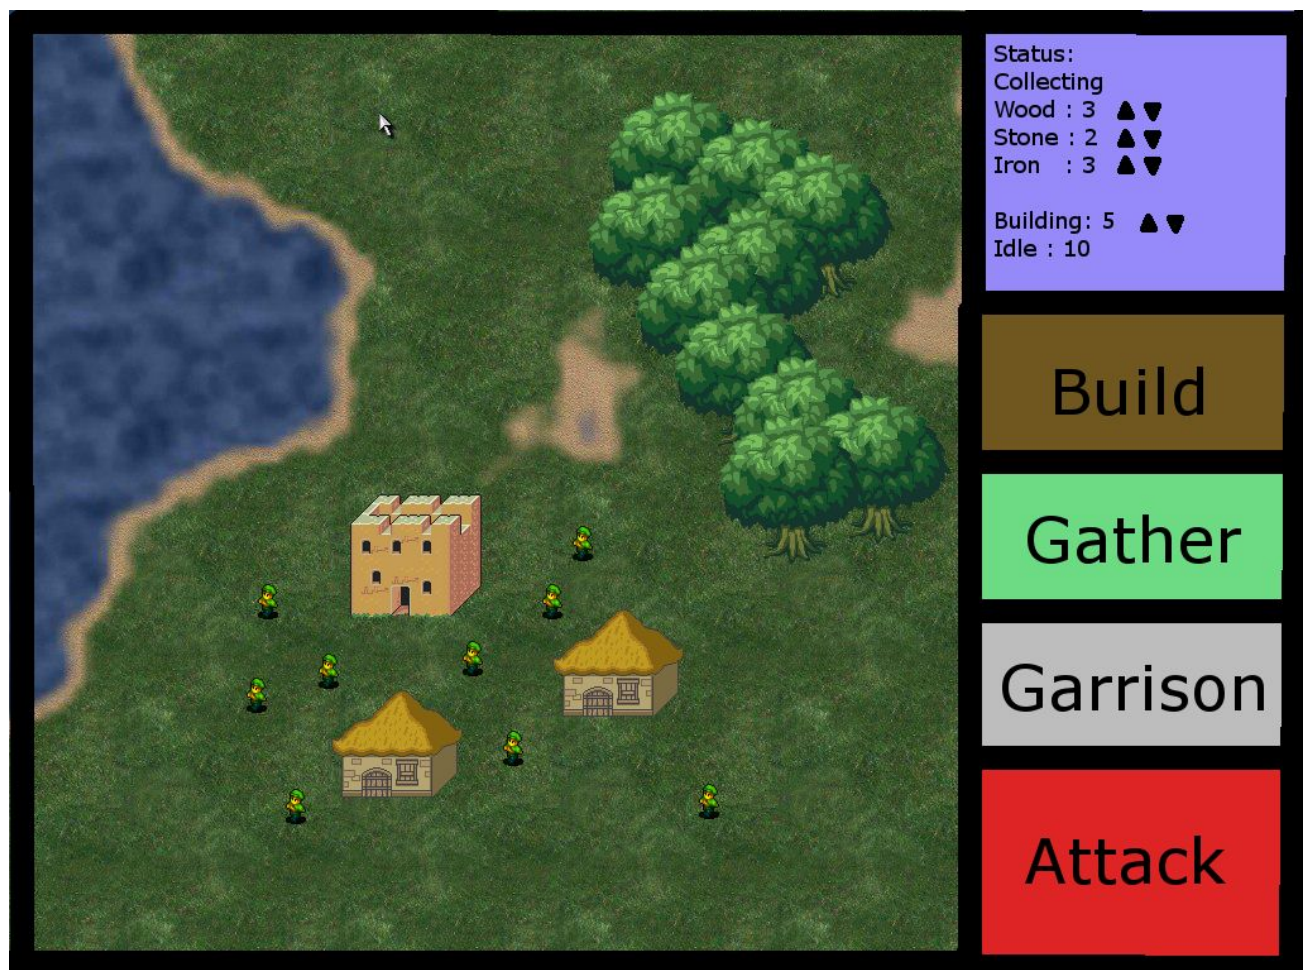 Status:
Collecting
Wood : 3
Stone : 2
Iron : 3
Building: 5
Idle : 10
Build
Gather
Garrison
Attack